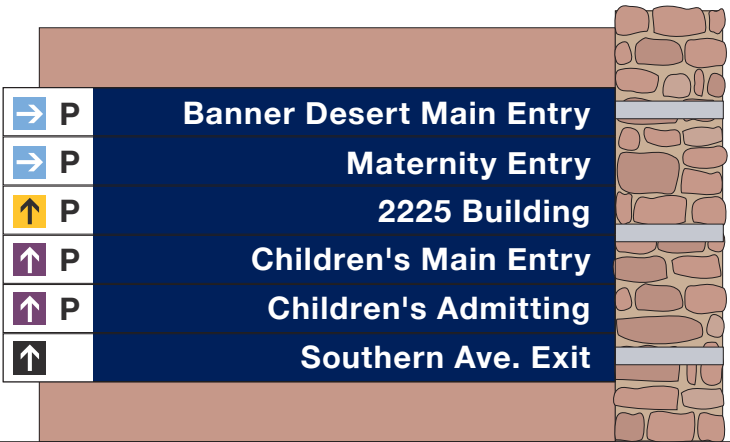 → P Banner Desert Main Entry
→ P Maternity Entry
↑ P 2225 Building
↑ P Children's Main Entry
↑ P Children's Admitting
↑ Southern Ave. Exit